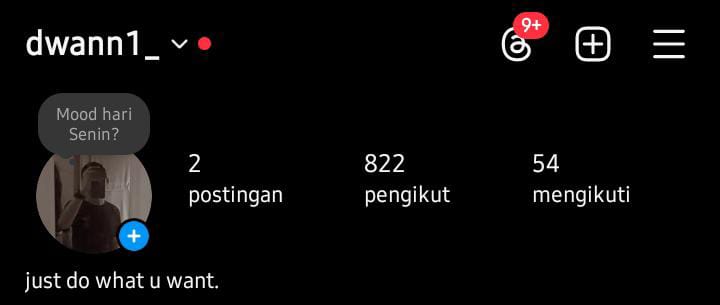 dwann1_
9+
Mood hari
Senin?
2
postingan
822
pengikut
54
mengikuti
just do what u want.